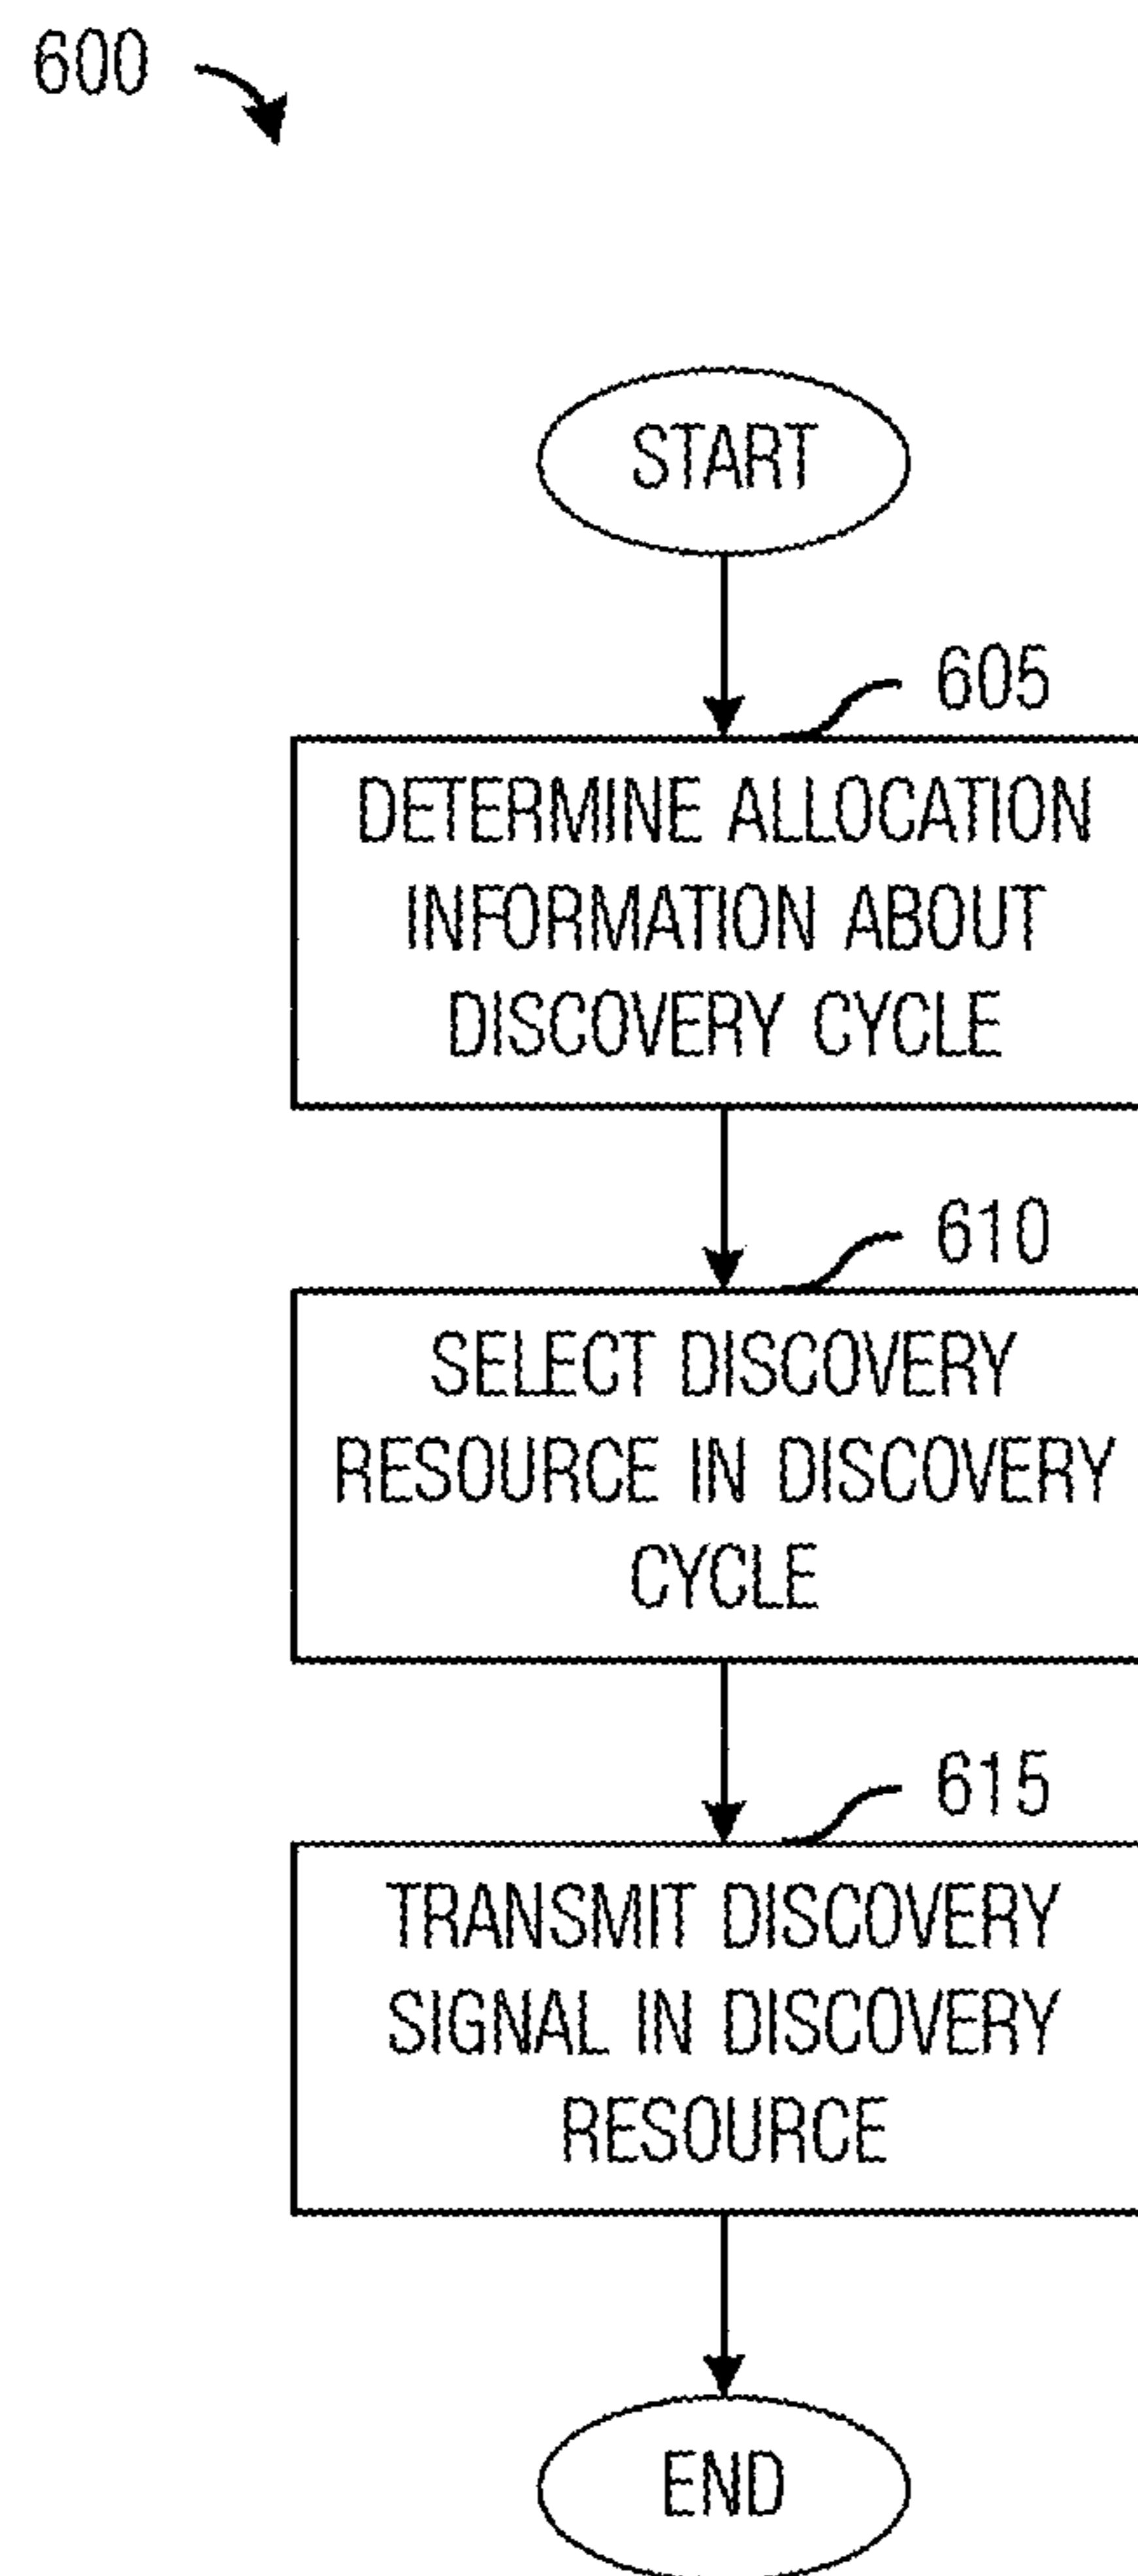 600
START
605
DETERMINE ALLOCATION
INFORMATION ABOUT
DISCOVERY CYCLE
610
SELECT DISCOVERY
RESOURCE IN DISCOVERY
CYCLE
615
TRANSMIT DISCOVERY
SIGNAL IN DISCOVERY
RESOURCE
END